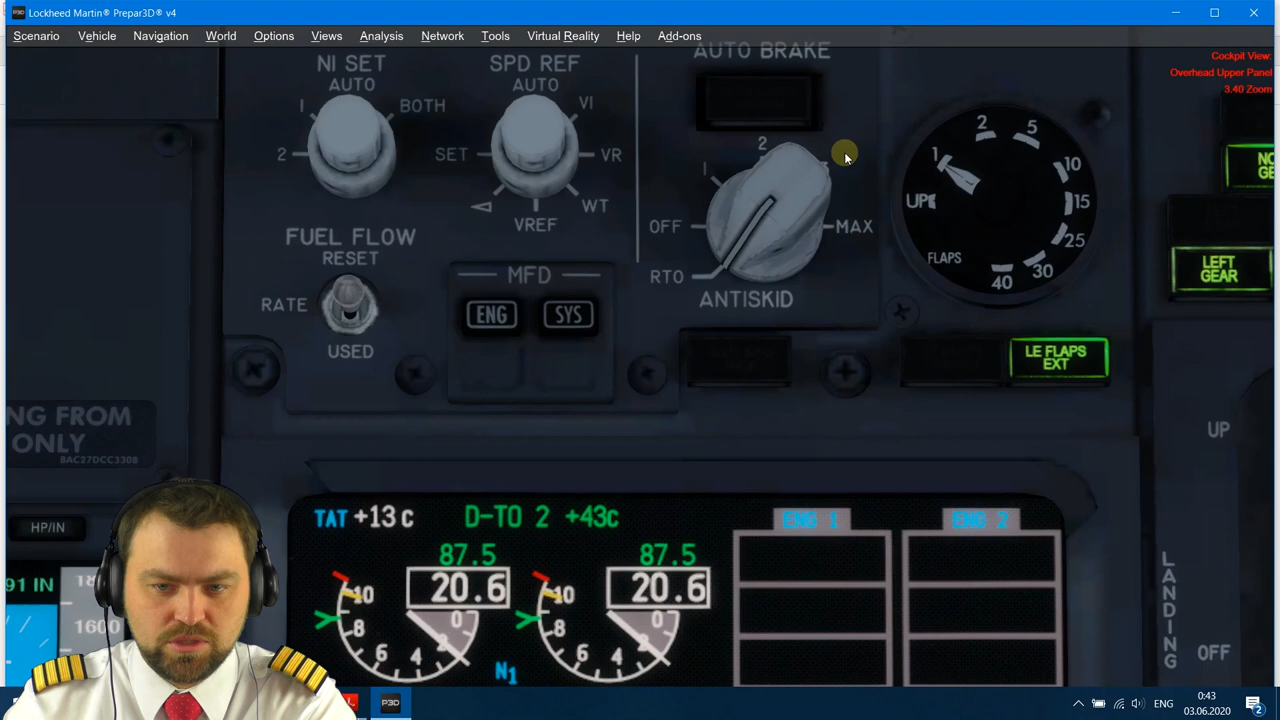 Lockheed Martin® Prepar3D® v4
Scenario Vehicle Navigation World Options Views Analysis Network Tools Virtual Reality Help Add-ons
Cockpit View:
Overhead Upper Panel
3.40 Zoom
N1 SET
AUTO
1 BOTH
2
SPD REF
AUTO
V1
SET VR
WT
VREF
AUTO BRAKE
2
1
OFF MAX
RTO
ANTISKID
UP 1 2 5 10 15 25 30 40
FLAPS
LEFT
GEAR
FUEL FLOW
RESET
RATE
USED
MFD
ENG SYS
LE FLAPS
EXT
NG FROM
ONLY
BAC27DCC3308
UP
LANDING
OFF
HP/IN
91 IN
1600
TAT +13 c D-TO 2 +43c
87.5 87.5
20.6 20.6
10 8 6 4 0
10 8 6 4 0
N1
ENG 1 ENG 2
P3D
ENG
0:43
03.06.2020
2